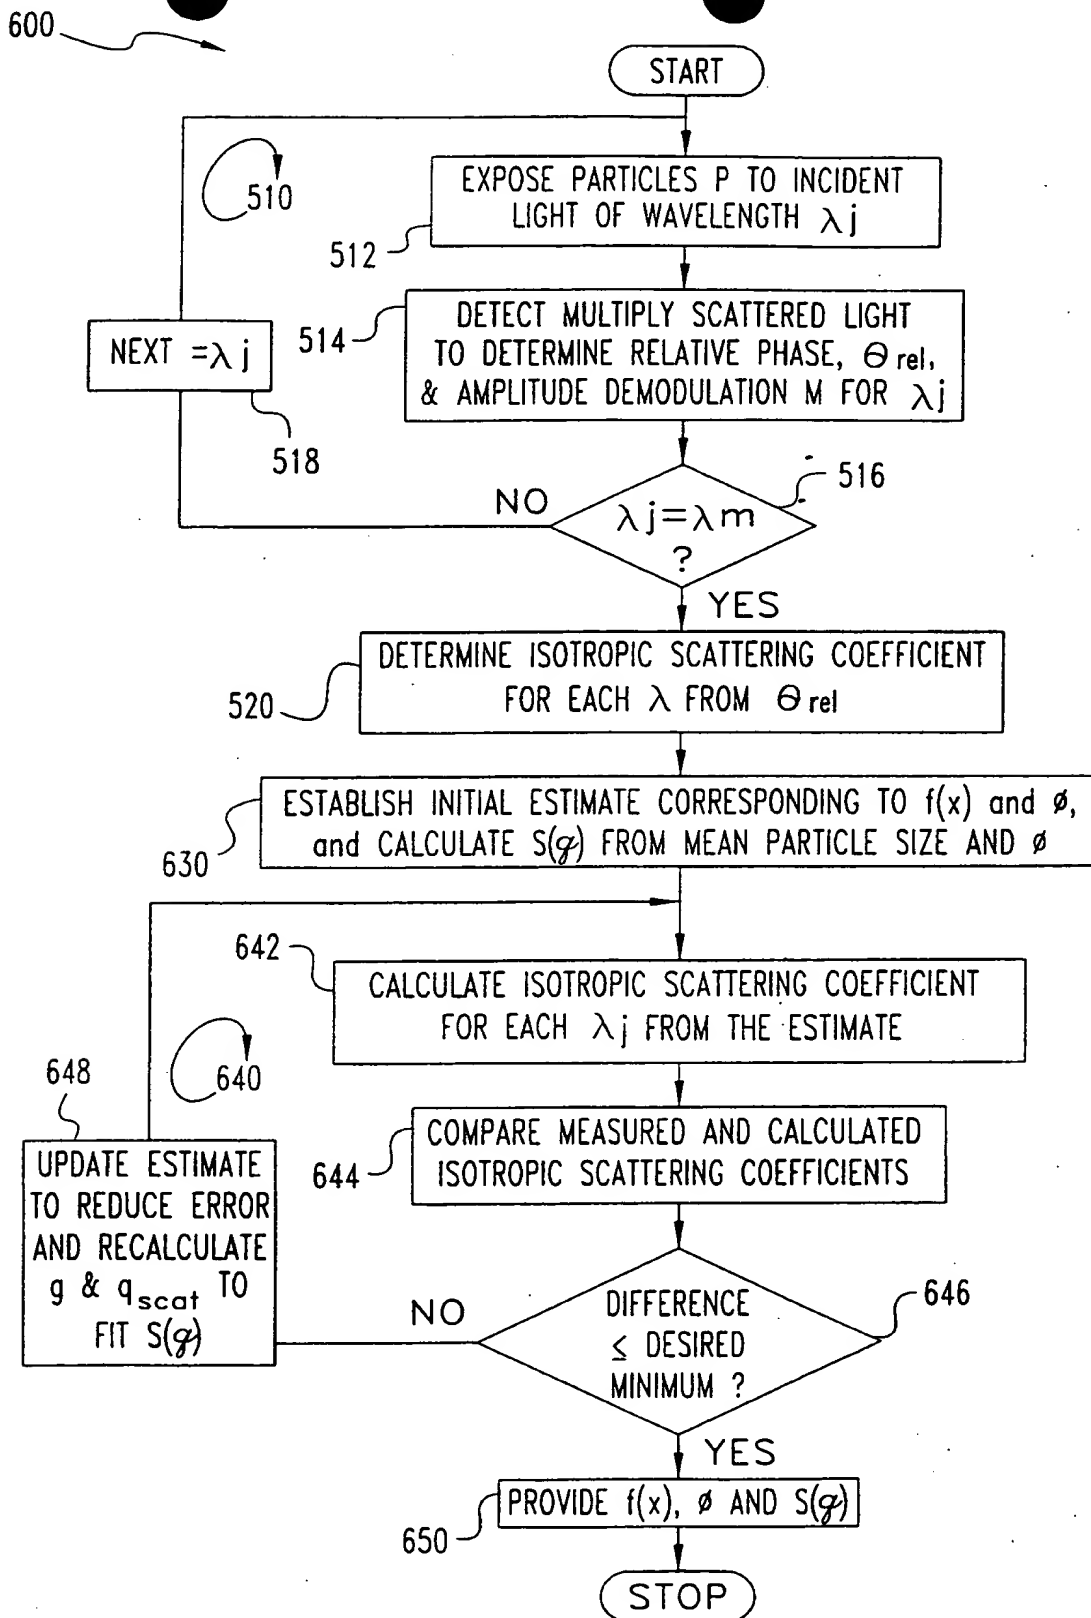 600
START
510
EXPOSE PARTICLES P TO INCIDENT
LIGHT OF WAVELENGTH λj
512
NEXT =λj
518
514
DETECT MULTIPLY SCATTERED LIGHT
TO DETERMINE RELATIVE PHASE, Θrel,
& AMPLITUDE DEMODULATION M FOR λj
516
NO
λj=λm
?
YES
520
DETERMINE ISOTROPIC SCATTERING COEFFICIENT
FOR EACH λ FROM Θrel
630
ESTABLISH INITIAL ESTIMATE CORRESPONDING TO f(x) and ø,
and CALCULATE S(q) FROM MEAN PARTICLE SIZE AND ø
642
CALCULATE ISOTROPIC SCATTERING COEFFICIENT
FOR EACH λj FROM THE ESTIMATE
640
648
UPDATE ESTIMATE
TO REDUCE ERROR
AND RECALCULATE
g & qscat TO
FIT S(q)
644
COMPARE MEASURED AND CALCULATED
ISOTROPIC SCATTERING COEFFICIENTS
646
NO
DIFFERENCE
≤ DESIRED
MINIMUM ?
YES
650
PROVIDE f(x), ø AND S(q)
STOP